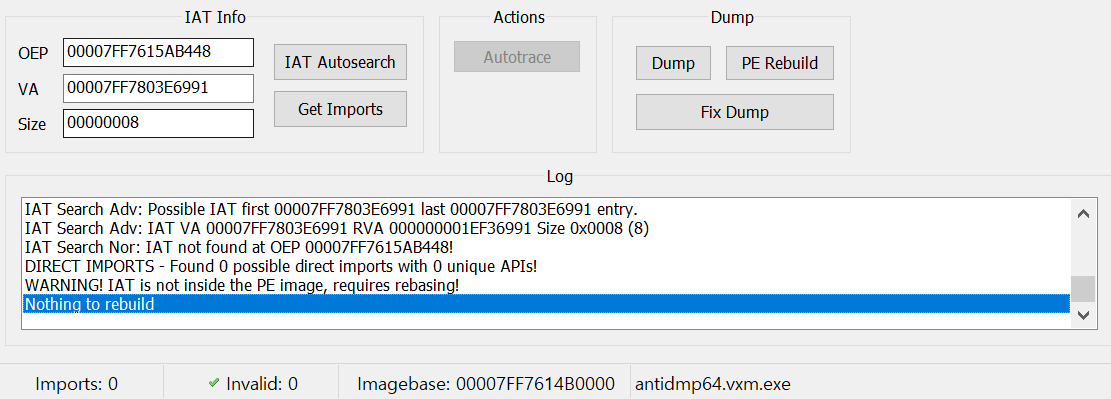 IAT Info
Actions
Dump
OEP 00007FF7615AB448
IAT Autosearch
Autotrace
Dump
PE Rebuild
VA 00007FF7803E6991
Get Imports
Fix Dump
Size 00000008
Log
IAT Search Adv: Possible IAT first 00007FF7803E6991 last 00007FF7803E6991 entry.
IAT Search Adv: IAT VA 00007FF7803E6991 RVA 000000001EF36991 Size 0x0008 (8)
IAT Search Nor: IAT not found at OEP 00007FF7615AB448!
DIRECT IMPORTS - Found 0 possible direct imports with 0 unique APIs!
WARNING! IAT is not inside the PE image, requires rebasing!
Nothing to rebuild
Imports: 0
Invalid: 0
Imagebase: 00007FF7614B0000
antidmp64.vxm.exe